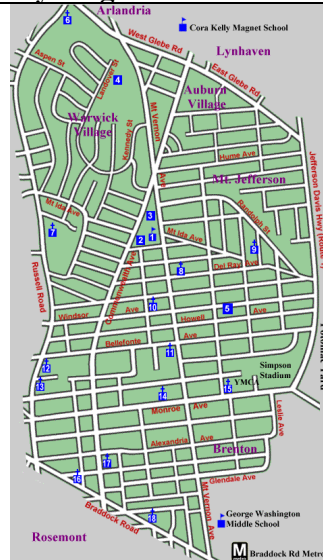 Arlandria
6
Cora Kelly Magnet School
West Glebe Rd
Lynhaven
Aspen St
East Glebe Rd
Landover St
4
Auburn
Village
Warwick
Village
Mt Vernon
Ave
Kennedy St
Hume Ave
Jefferson Davis Hwy
Mt. Jefferson
Mt Ida Ave
3
Randolph St
7
2
1
Mt Ida Ave
9
Commonwealth Ave
8
Del Ray Ave
Russell Road
10
5
Windsor
Ave
Howell
Ave
Bellefonte
11
12
Simpson
Stadium
13
15
YMCA
14
Monroe Ave
Leslie Ave
Alexandria Ave
Brenton
17
16
Glendale Ave
Mt Vernon Ave
Braddock Road
18
George Washington
Middle School
Rosemont
M
Braddock Rd Metro